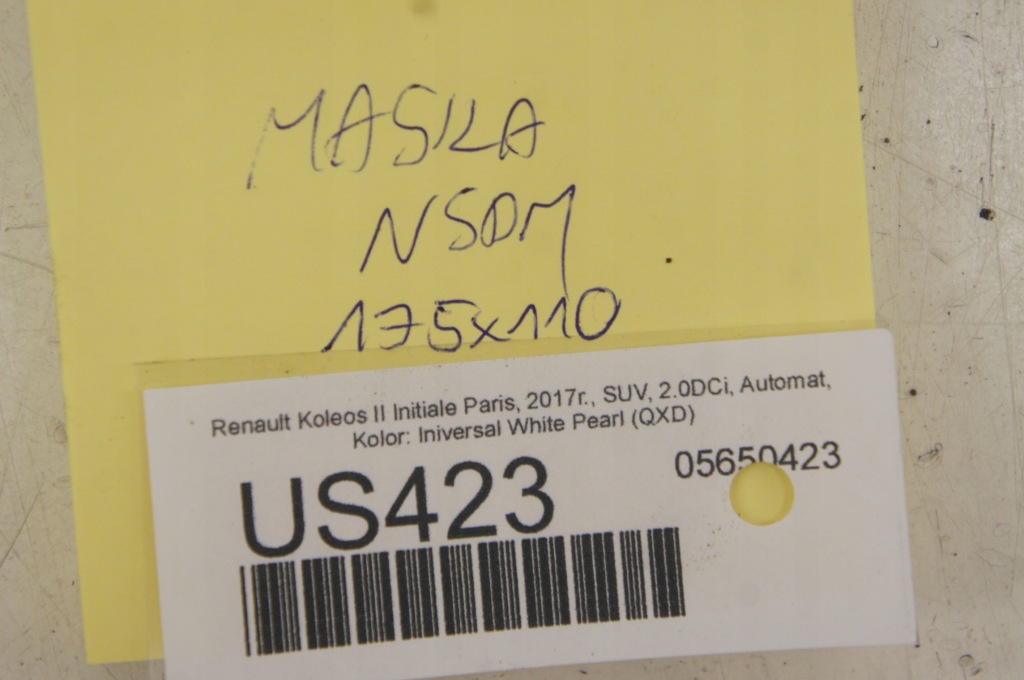 MASKA
NSDM
175x110
Renault Koleos II Initiale Paris, 2017r., SUV, 2.0DCi, Automat,
Kolor: Iniversal White Pearl (QXD)
05650423
US423